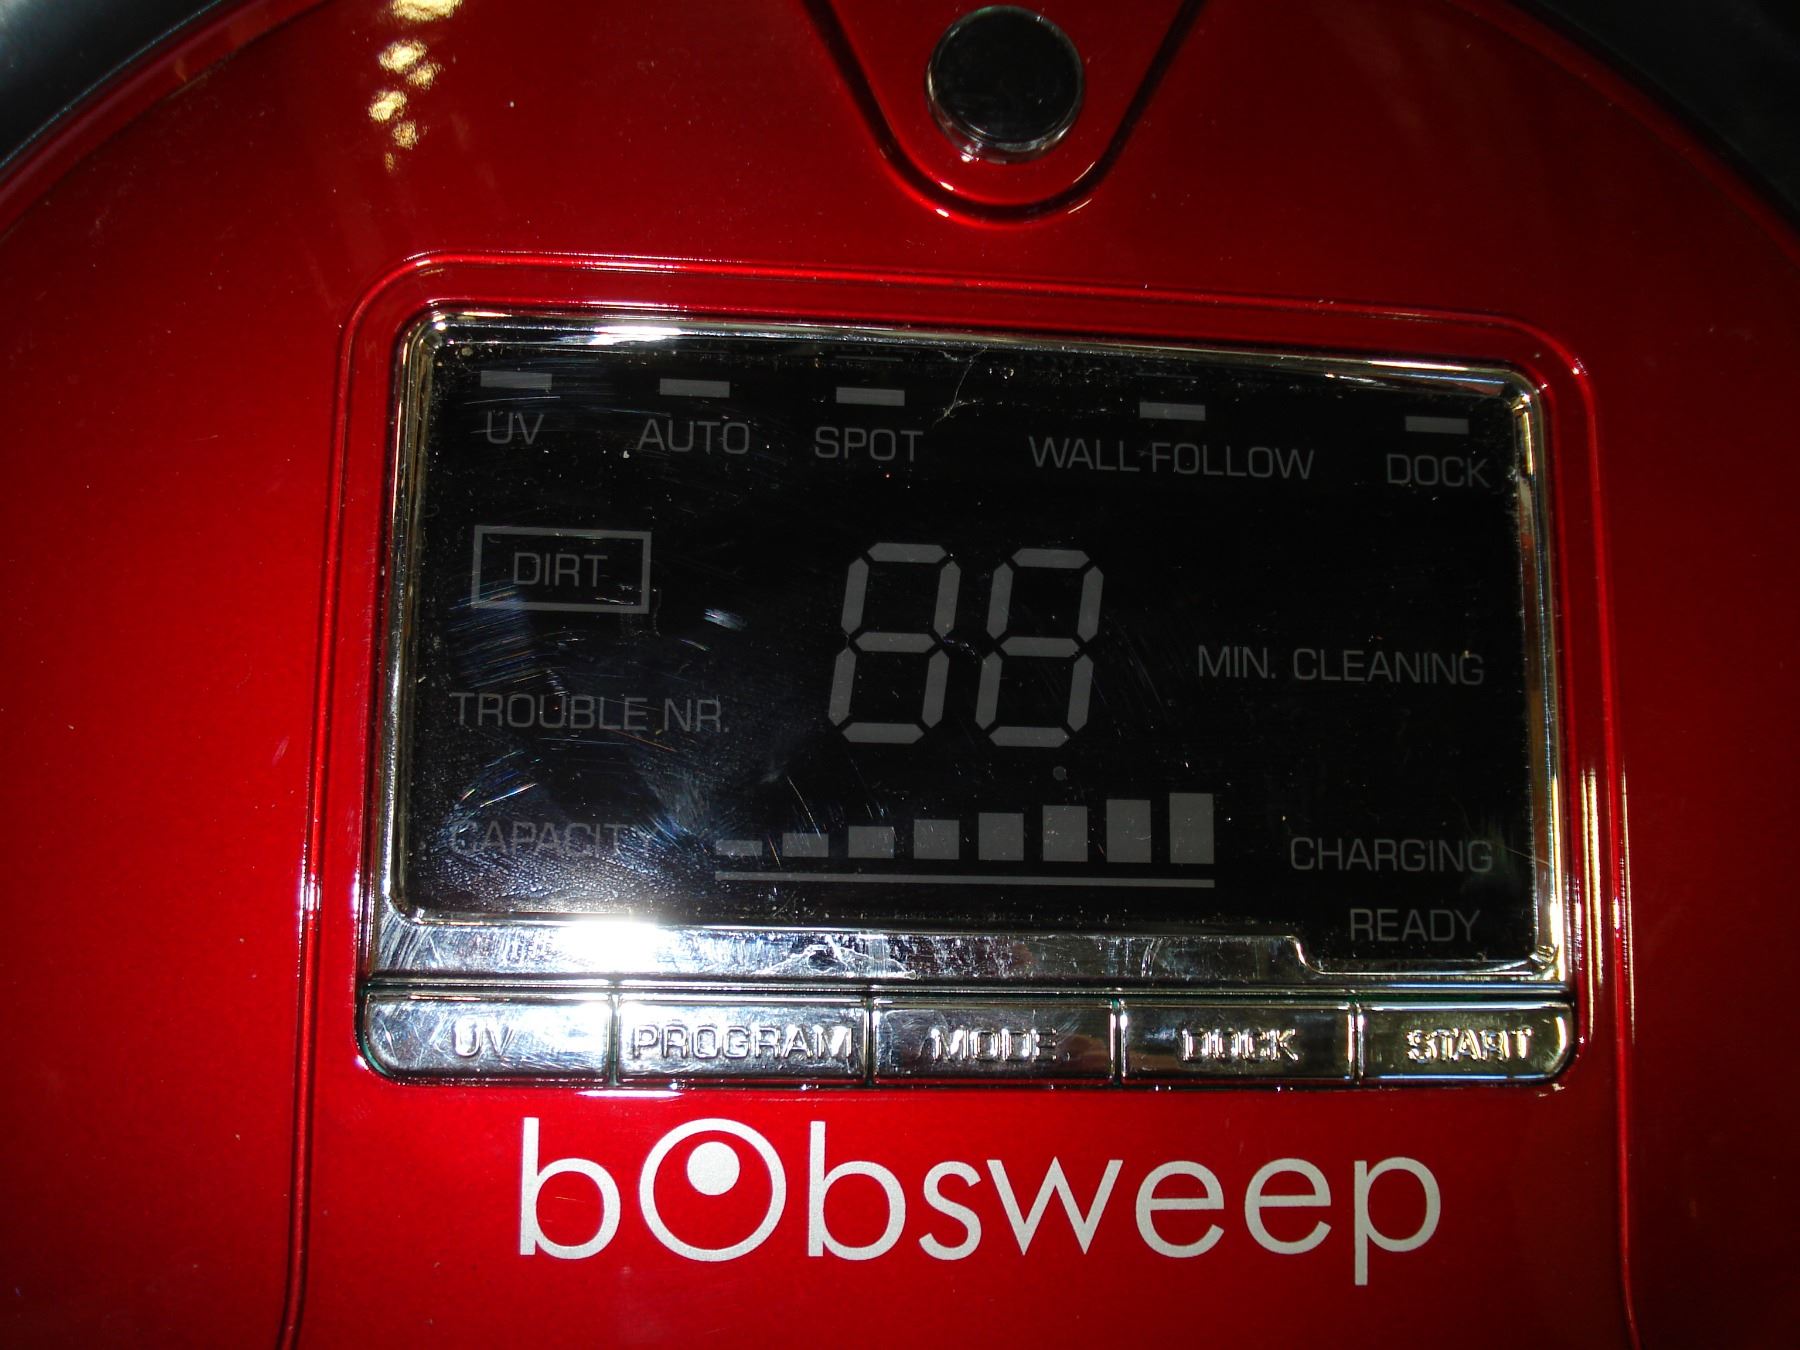 UV AUTO SPOT WALL FOLLOW DOCK
DIRT
88
MIN. CLEANING
TROUBLE NR.
CAPACITY
CHARGING
READY
UV PROGRAM MODE DOCK START
bobsweep